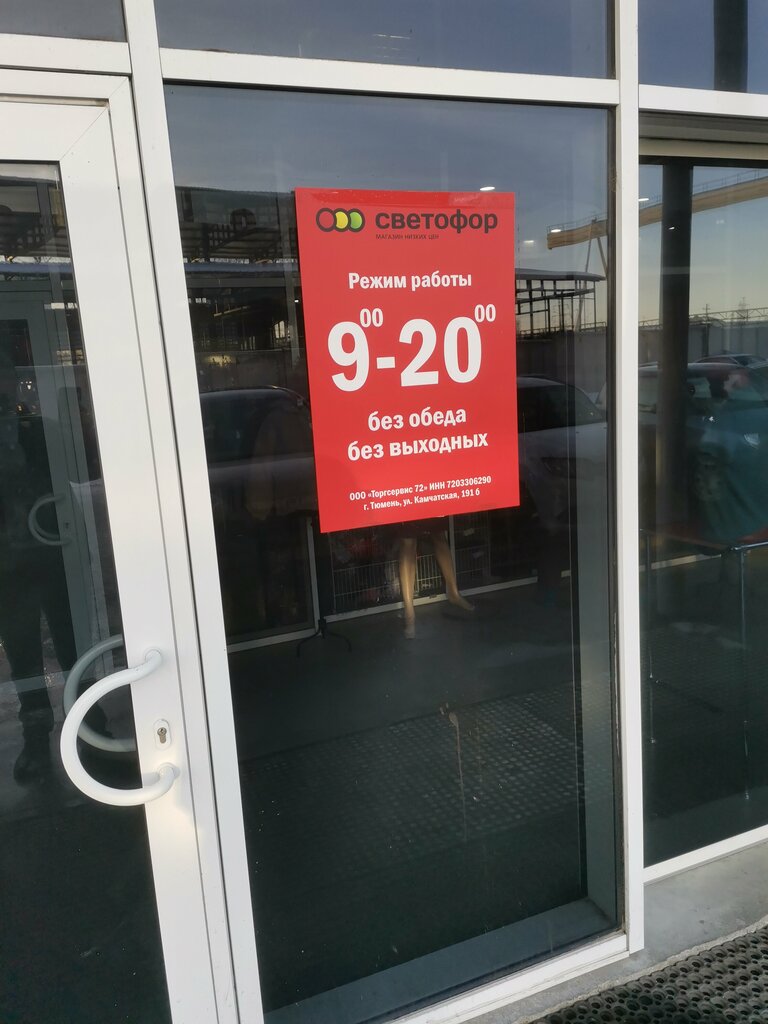 светофор
МАГАЗИН НИЗКИХ ЦЕН
Режим работы
9⁰⁰-20⁰⁰
без обеда
без выходных
ООО «Торгсервис 72» ИНН 7203306290
г. Тюмень, ул. Камчатская, 191 б